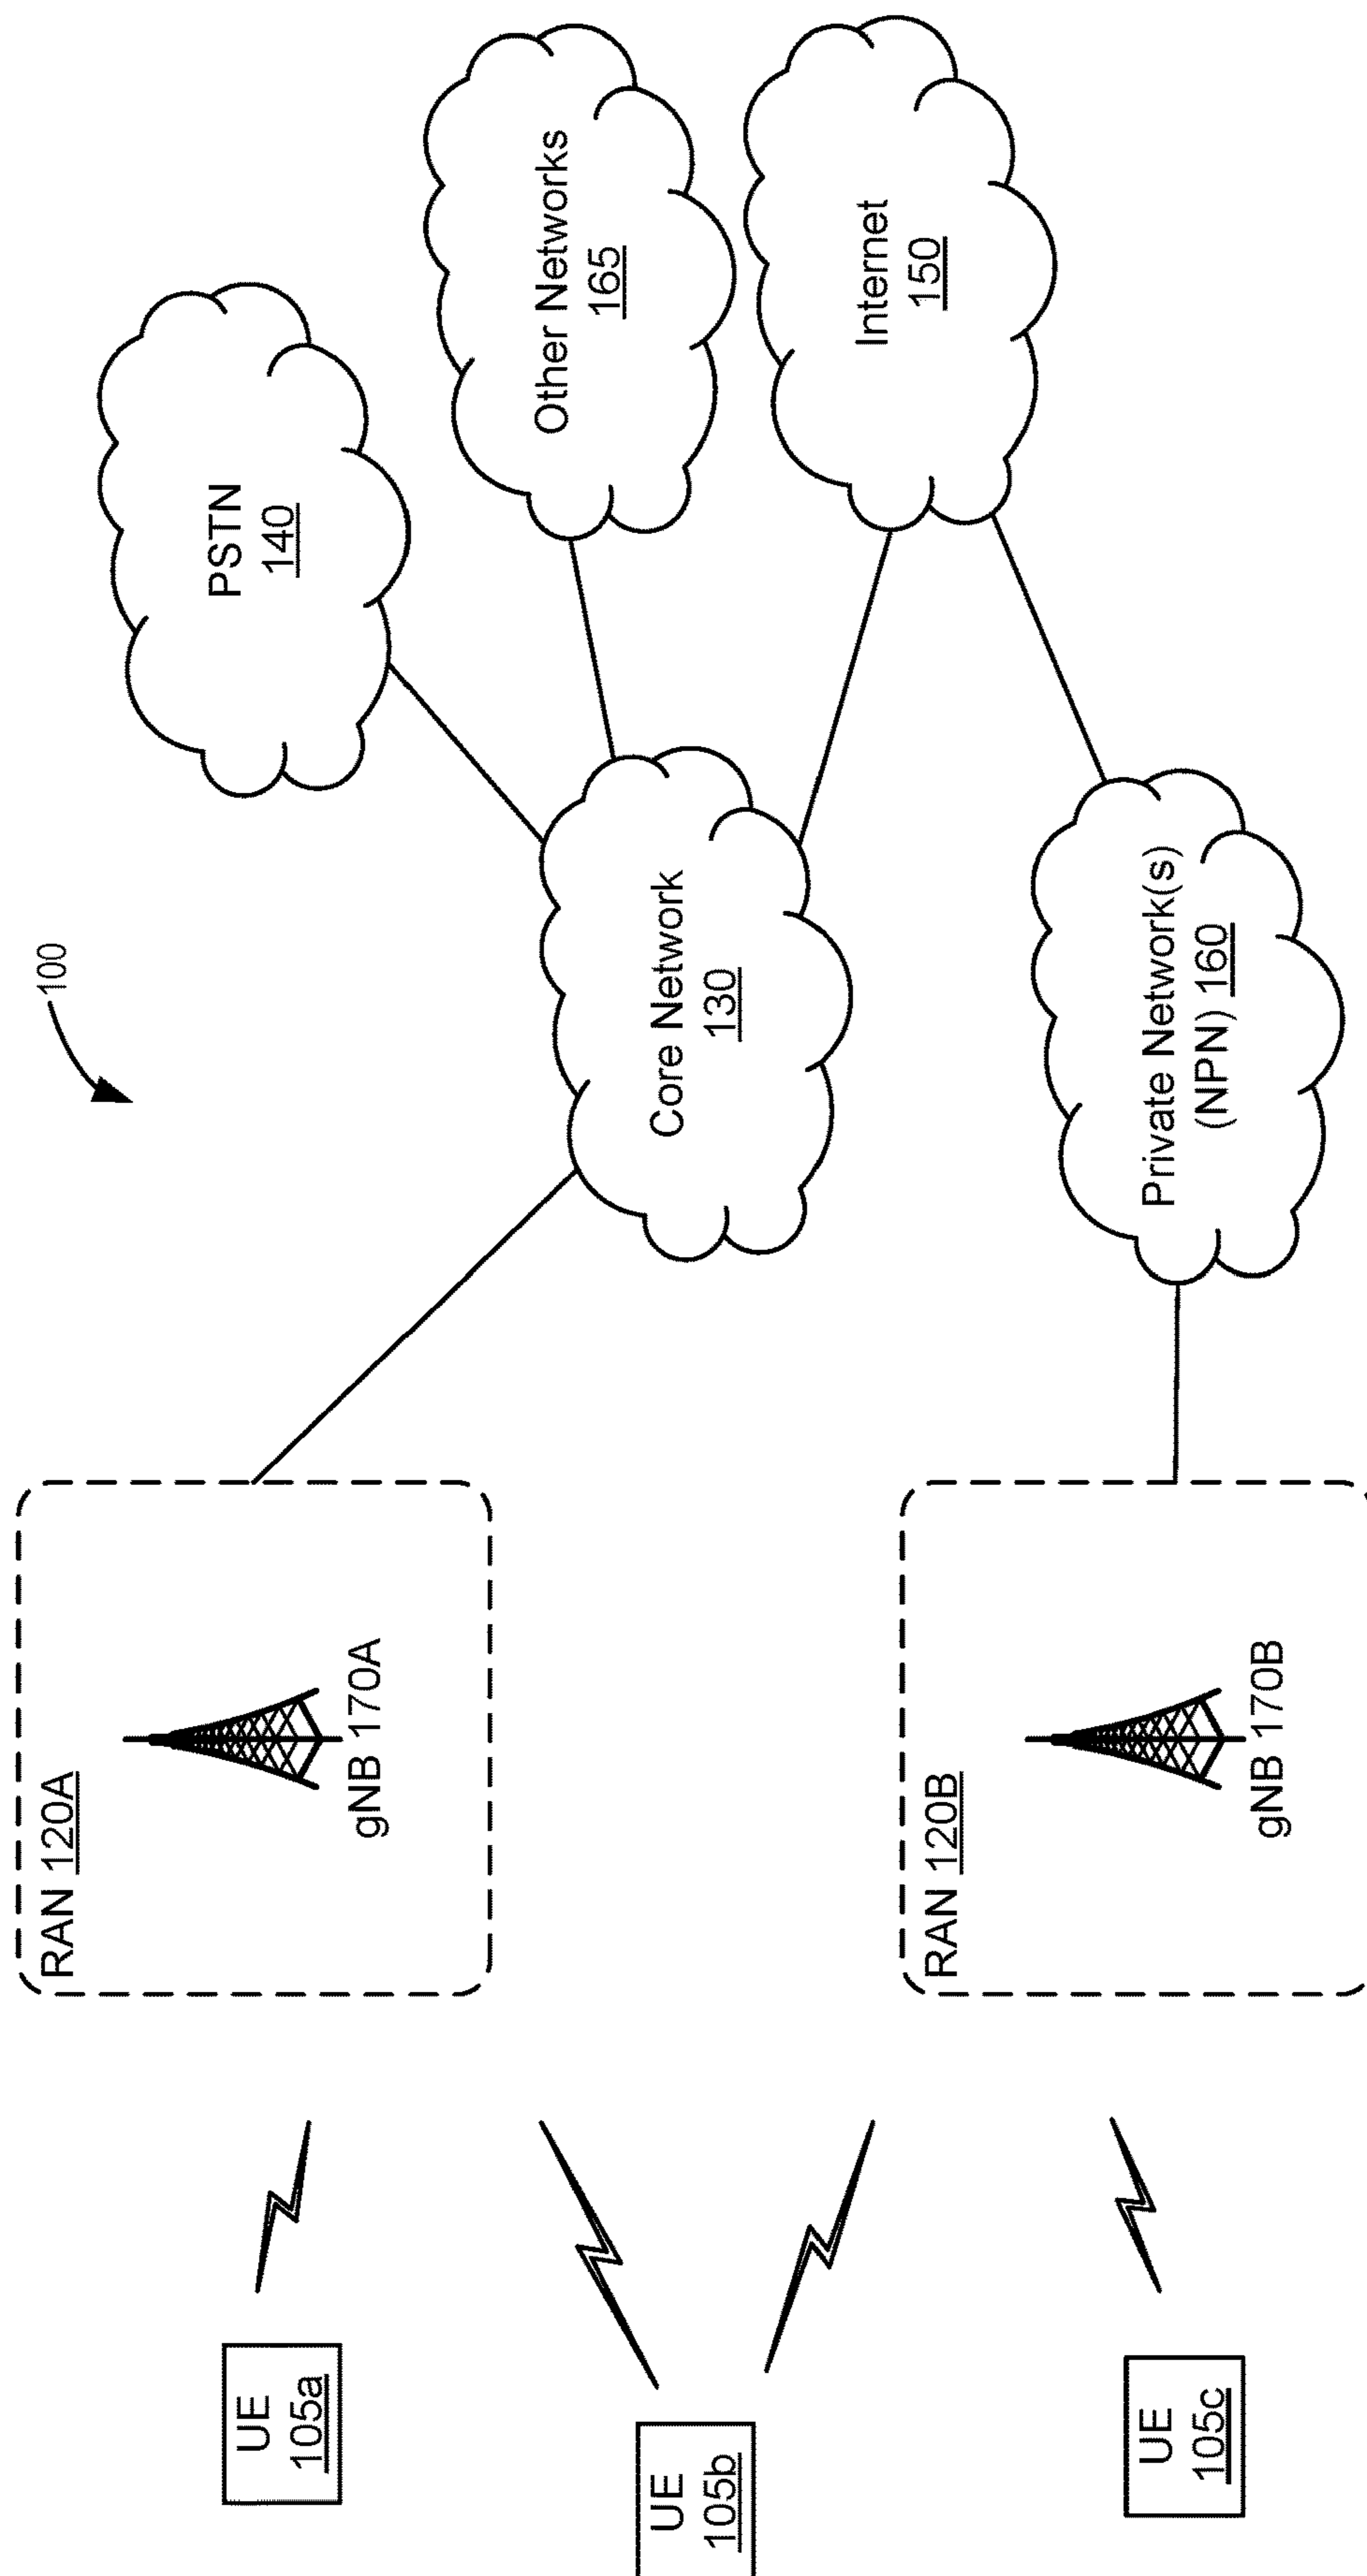 100
UE
105a
UE
105b
UE
105c
RAN 120A
gNB 170A
RAN 120B
gNB 170B
Core Network
130
Private Network(s)
(NPN) 160
PSTN
140
Other Networks
165
Internet
150